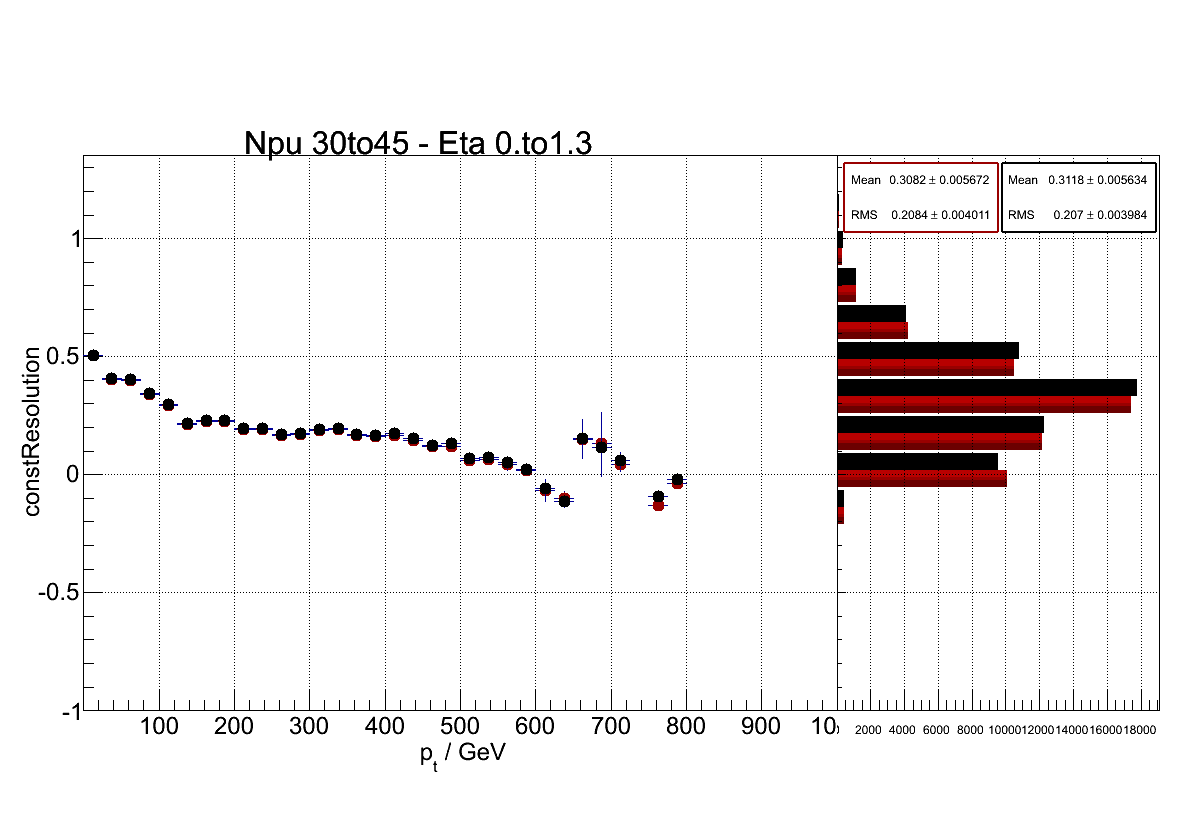 Npu 30to45 - Eta 0.to1.3
Mean 0.3082 ± 0.005672
RMS 0.2084 ± 0.004011
Mean 0.3118 ± 0.005634
RMS 0.207 ± 0.003984
constResolution
1
0.5
0
-0.5
-1
100 200 300 400 500 600 700 800 900 10
2000 4000 6000 8000 10000 12000 14000 16000 18000
pt / GeV